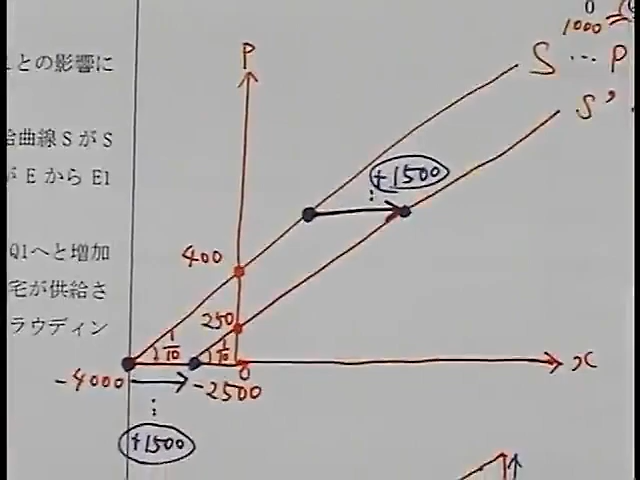 0
1000
との影響に
P
S … P
S'
給曲線 S が S
が E から E1
+1500
Q1へと増加
400
宅が供給さ
250
ラウディン
1/10
1/10
0
x
-4000
-2500
+1500